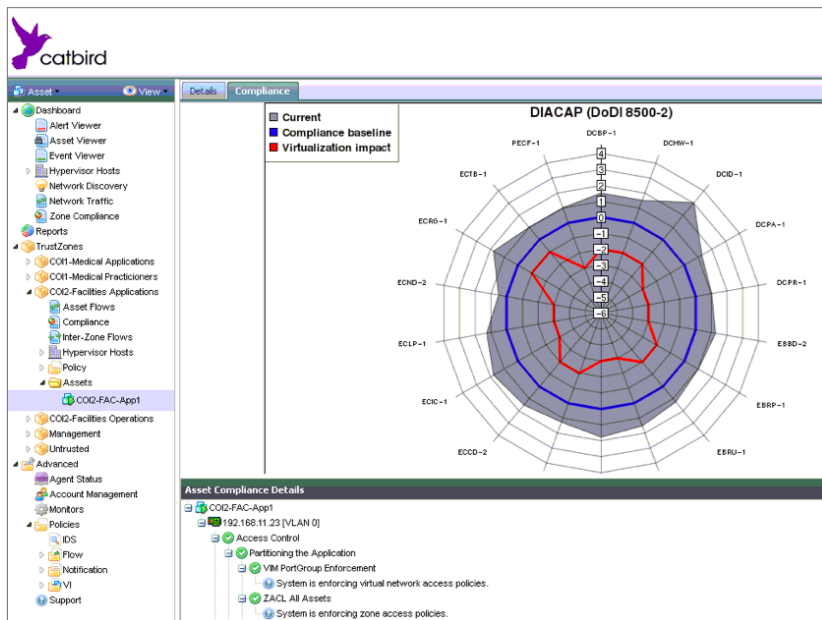 catbird
Asset
View
Dashboard
Alert Viewer
Asset Viewer
Event Viewer
Hypervisor Hosts
Network Discovery
Network Traffic
Zone Compliance
Reports
TrustZones
COI1-Medical Applications
COI1-Medical Practicioners
COI2-Facilities Applications
Asset Flows
Compliance
Inter-Zone Flows
Hypervisor Hosts
Policy
Assets
COI2-FAC-App1
COI2-Facilities Operations
Management
Untrusted
Advanced
Agent Status
Account Management
Monitors
Policies
IDS
Flow
Notification
VI
Support
Details
Compliance
Current
Compliance baseline
Virtualization impact
DIACAP (DoDI 8500-2)
DCBP-1
DCHW-1
DCID-1
DCPA-1
DCPR-1
EBBD-2
EBRP-1
EBRU-1
ECCD-2
ECIC-1
ECLP-1
ECND-2
ECRG-1
ECTB-1
PECF-1
4
3
2
1
0
-1
-2
-3
-4
-5
-6
Asset Compliance Details
COI2-FAC-App1
192.168.11.23 [VLAN 0]
Access Control
Partitioning the Application
VIM PortGroup Enforcement
System is enforcing virtual network access policies.
ZACL All Assets
System is enforcing zone access policies.